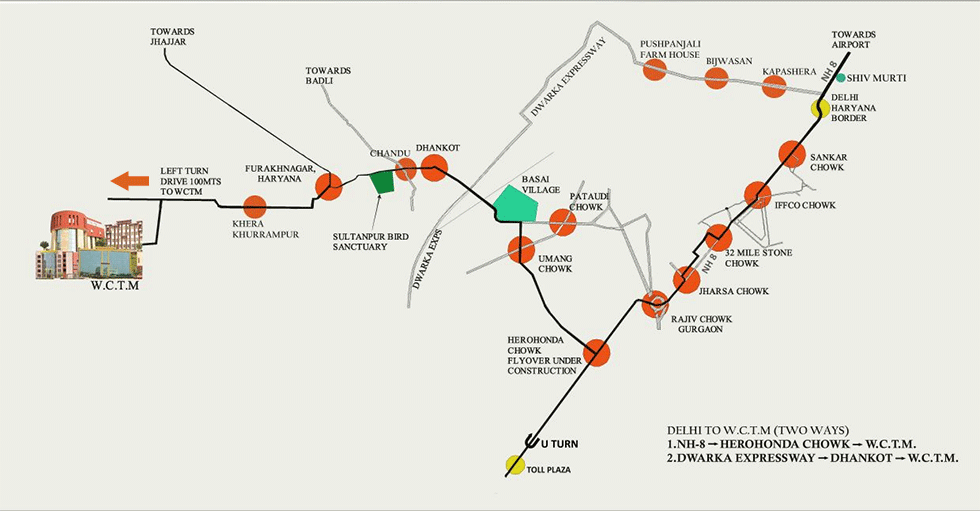 TOWARDS
JHAJJAR
TOWARDS
BADLI
DWARKA EXPRESSWAY
PUSHPANJALI
FARM HOUSE
BIJWASAN
KAPASHERA
TOWARDS
AIRPORT
NH 8
SHIV MURTI
DELHI
HARYANA
BORDER
SANKAR
CHOWK
IFFCO CHOWK
32 MILE STONE
CHOWK
NH 8
JHARSA CHOWK
RAJIV CHOWK
GURGAON
LEFT TURN
DRIVE 100MTS
TO WCTM
FURAKHNAGAR,
HARYANA
CHANDU
DHANKOT
KHERA
KHURRAMPUR
SULTANPUR BIRD
SANCTUARY
BASAI
VILLAGE
PATAUDI
CHOWK
DWARKA EXPS
UMANG
CHOWK
W.C.T.M
HEROHONDA
CHOWK
FLYOVER UNDER
CONSTRUCTION
U TURN
TOLL PLAZA
DELHI TO W.C.T.M (TWO WAYS)
1.NH-8 → HEROHONDA CHOWK → W.C.T.M.
2.DWARKA EXPRESSWAY → DHANKOT → W.C.T.M.